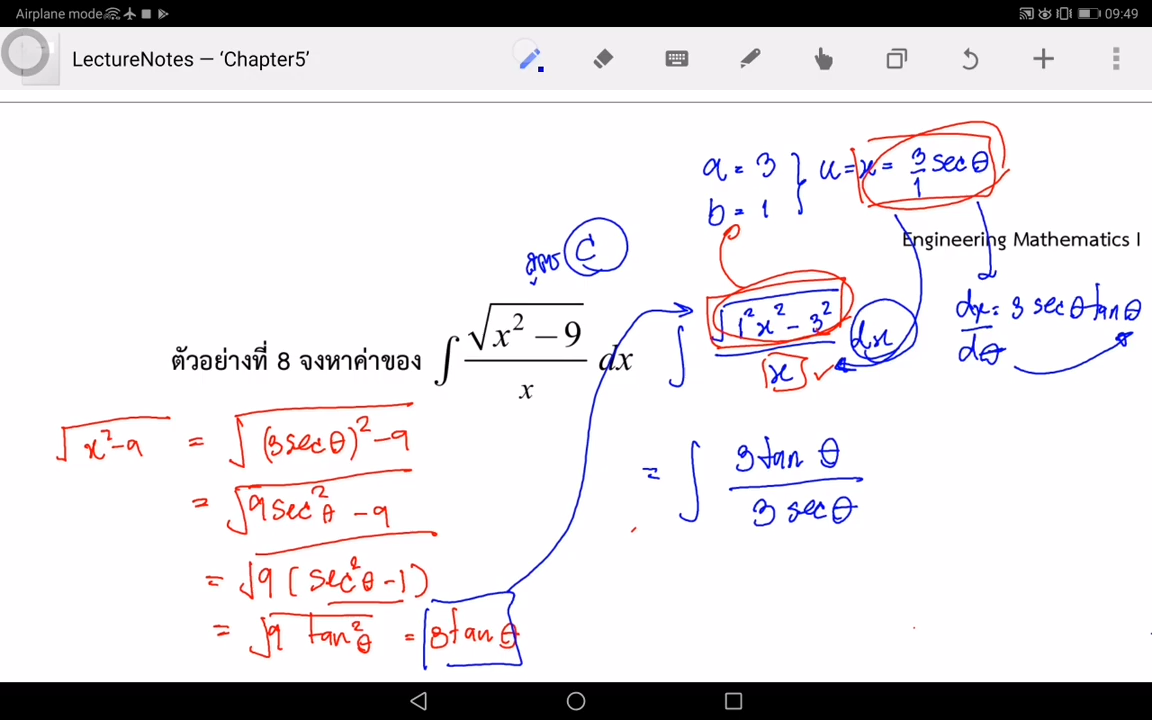 Airplane mode 09:49
LectureNotes – ‘Chapter5’
a = 3 } u = x = 3/1 sec θ
b = 1
Engineering Mathematics I
สูตร C
dx/dθ = 3 sec θ tan θ
ตัวอย่างที่ 8 จงหาค่าของ ∫ √(x² − 9) / x dx
∫ √(1²x² − 3²) / x dx
√(x² − 9) = √((3 sec θ)² − 9)
= √(9 sec² θ − 9)
= √(9 (sec² θ − 1))
= √(9 tan² θ) = 3 tan θ
= ∫ 3 tan θ / 3 sec θ